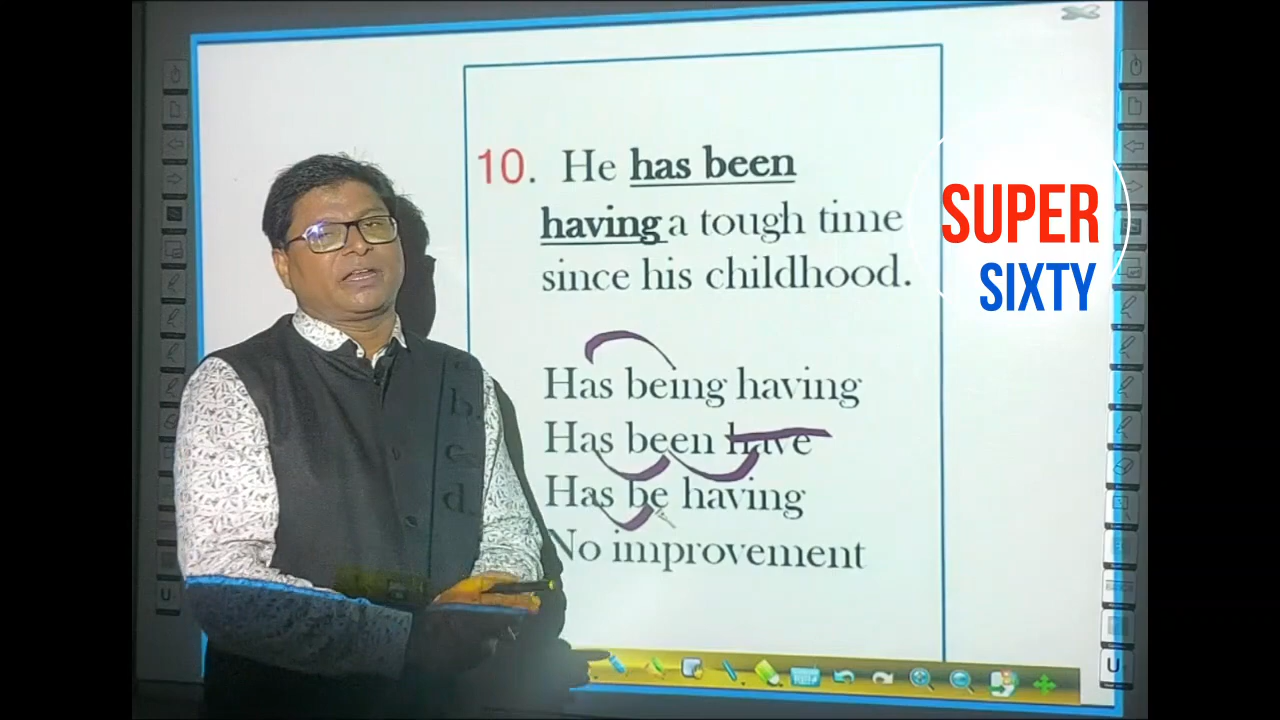 10. He has been
having a tough time
since his childhood.
SUPER
SIXTY
Has being having
b. Has been have
c. Has be having
d. No improvement
U
U